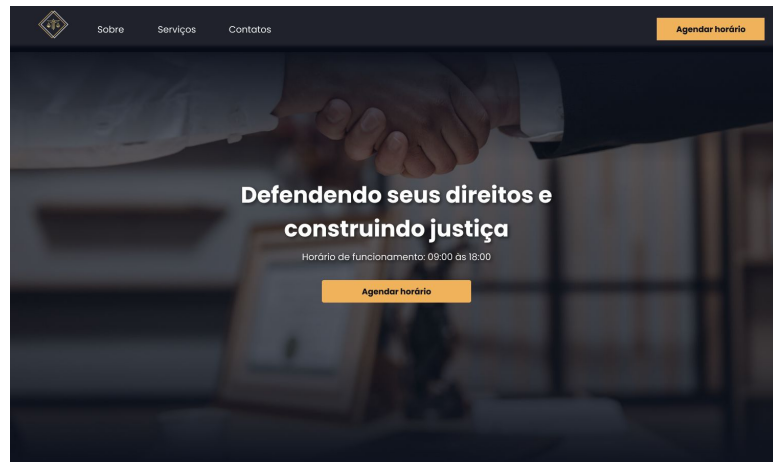 Sobre Serviços Contatos Agendar horário
Defendendo seus direitos e
construindo justiça
Horário de funcionamento: 09:00 às 18:00
Agendar horário